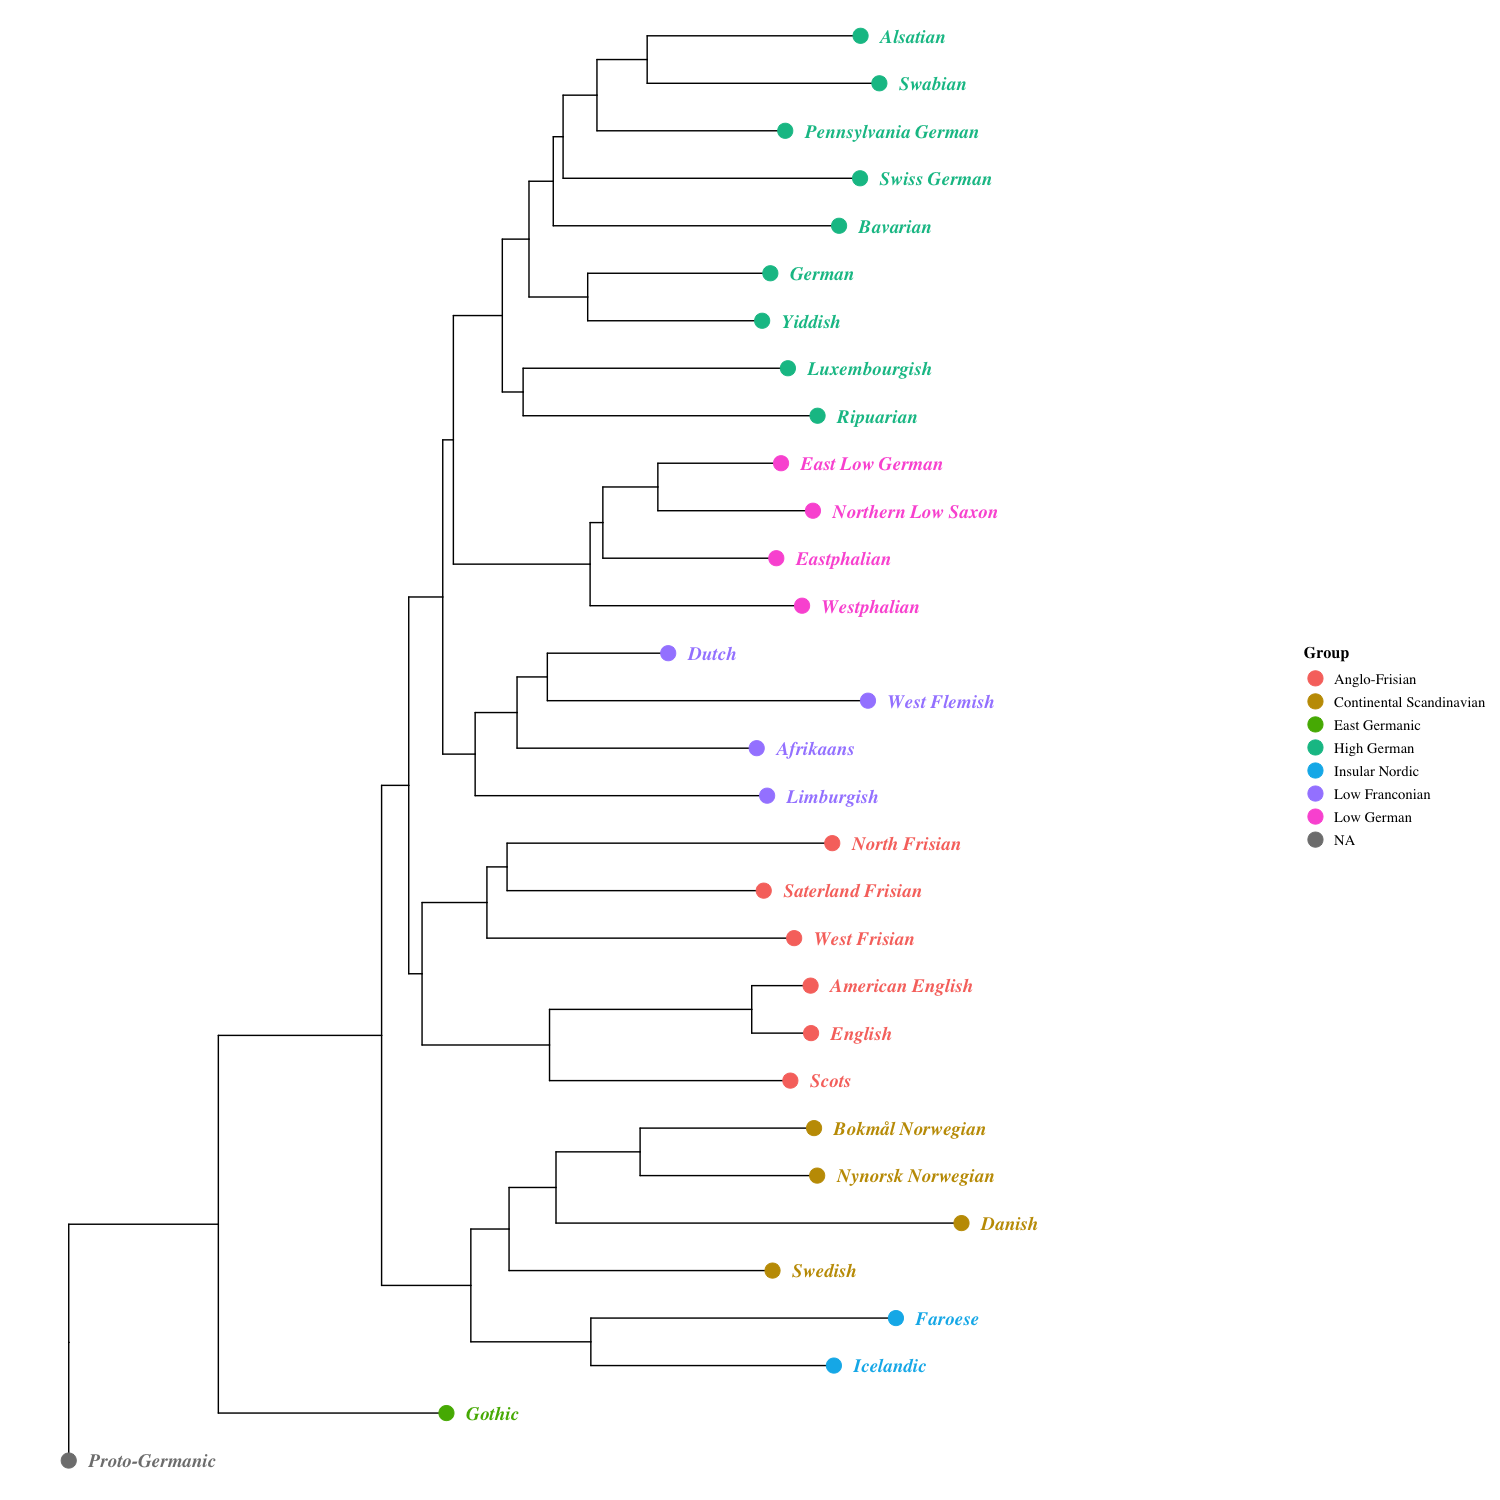 Alsatian
Swabian
Pennsylvania German
Swiss German
Bavarian
German
Yiddish
Luxembourgish
Ripuarian
East Low German
Northern Low Saxon
Eastphalian
Westphalian
Dutch
West Flemish
Afrikaans
Limburgish
North Frisian
Saterland Frisian
West Frisian
American English
English
Scots
Bokmål Norwegian
Nynorsk Norwegian
Danish
Swedish
Faroese
Icelandic
Gothic
Proto-Germanic
Group
Anglo-Frisian
Continental Scandinavian
East Germanic
High German
Insular Nordic
Low Franconian
Low German
NA